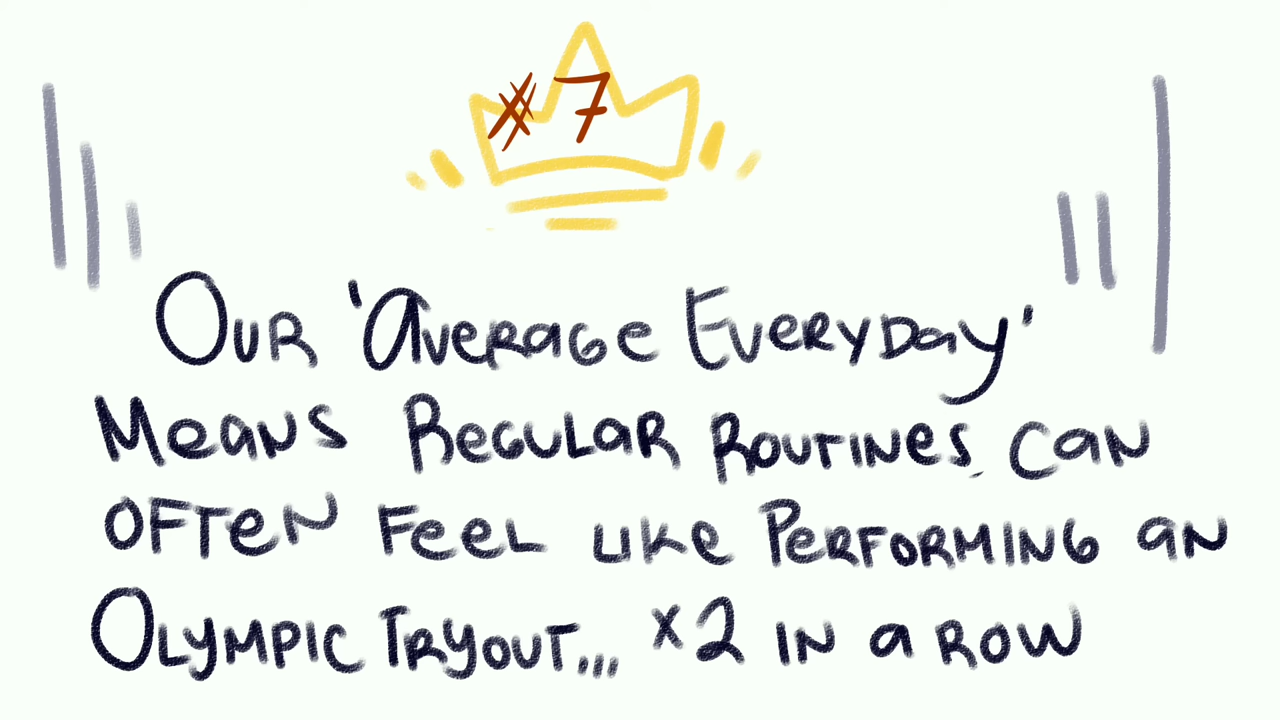 #7
Our 'Average Everyday'
Means Regular Routines can
often feel like performing an
Olympic tryout... x2 in a row